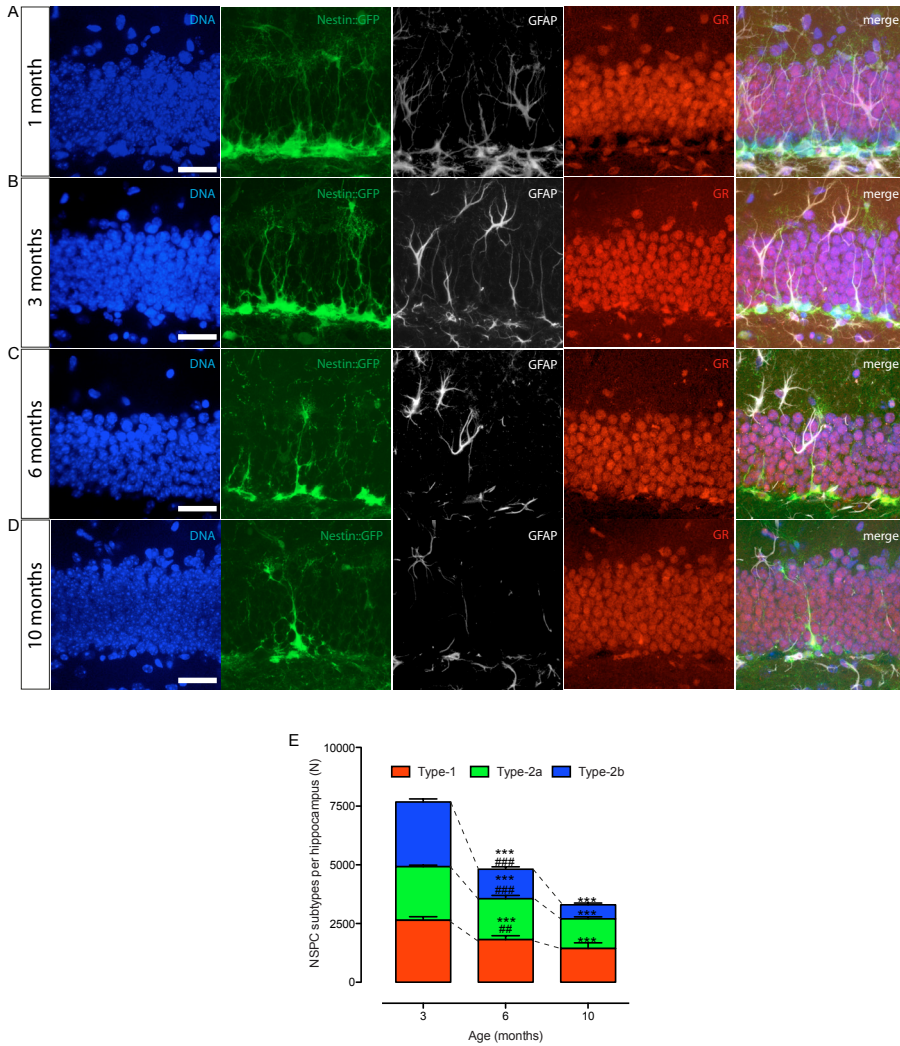 A
1 month
DNA
Nestin::GFP
GFAP
GR
merge
B
3 months
DNA
Nestin::GFP
GFAP
GR
merge
C
6 months
DNA
Nestin::GFP
GFAP
GR
merge
D
10 months
DNA
Nestin::GFP
GFAP
GR
merge
E
NSPC subtypes per hippocampus (N)
10000
7500
5000
2500
0
Type-1 Type-2a Type-2b
***
###
***
###
***
##
***
***
***
3 6 10
Age (months)